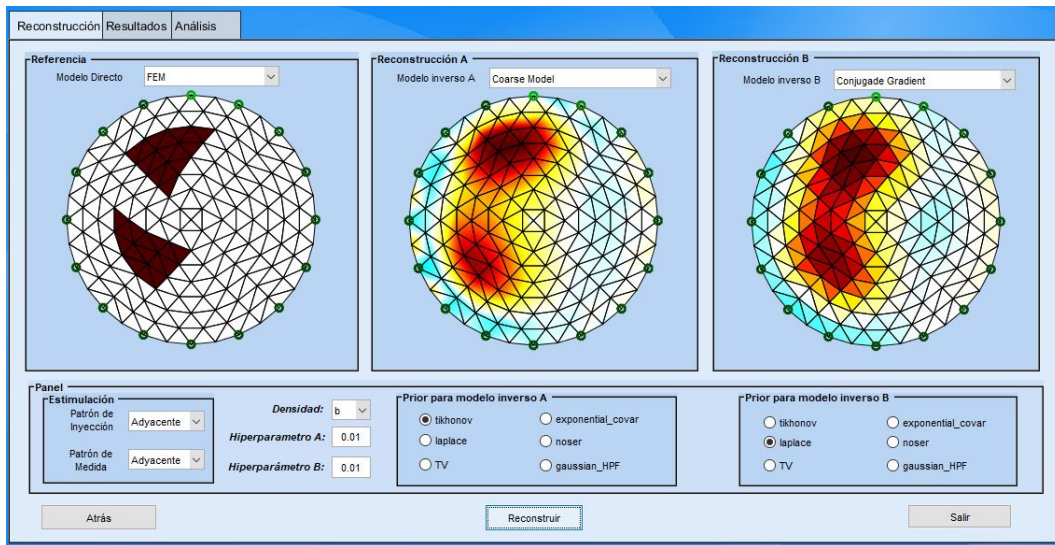 Reconstrucción Resultados Análisis
Referencia
Modelo Directo FEM
Reconstrucción A
Modelo inverso A Coarse Model
Reconstrucción B
Modelo inverso B Conjugade Gradient
Panel
Estimulación
Patrón de
Inyección
Adyacente
Patrón de
Medida
Adyacente
Densidad: b
Hiperparametro A: 0.01
Hiperparámetro B: 0.01
Prior para modelo inverso A
tikhonov exponential_covar
laplace noser
TV gaussian_HPF
Prior para modelo inverso B
tikhonov exponential_covar
laplace noser
TV gaussian_HPF
Atrás
Reconstruir
Salir